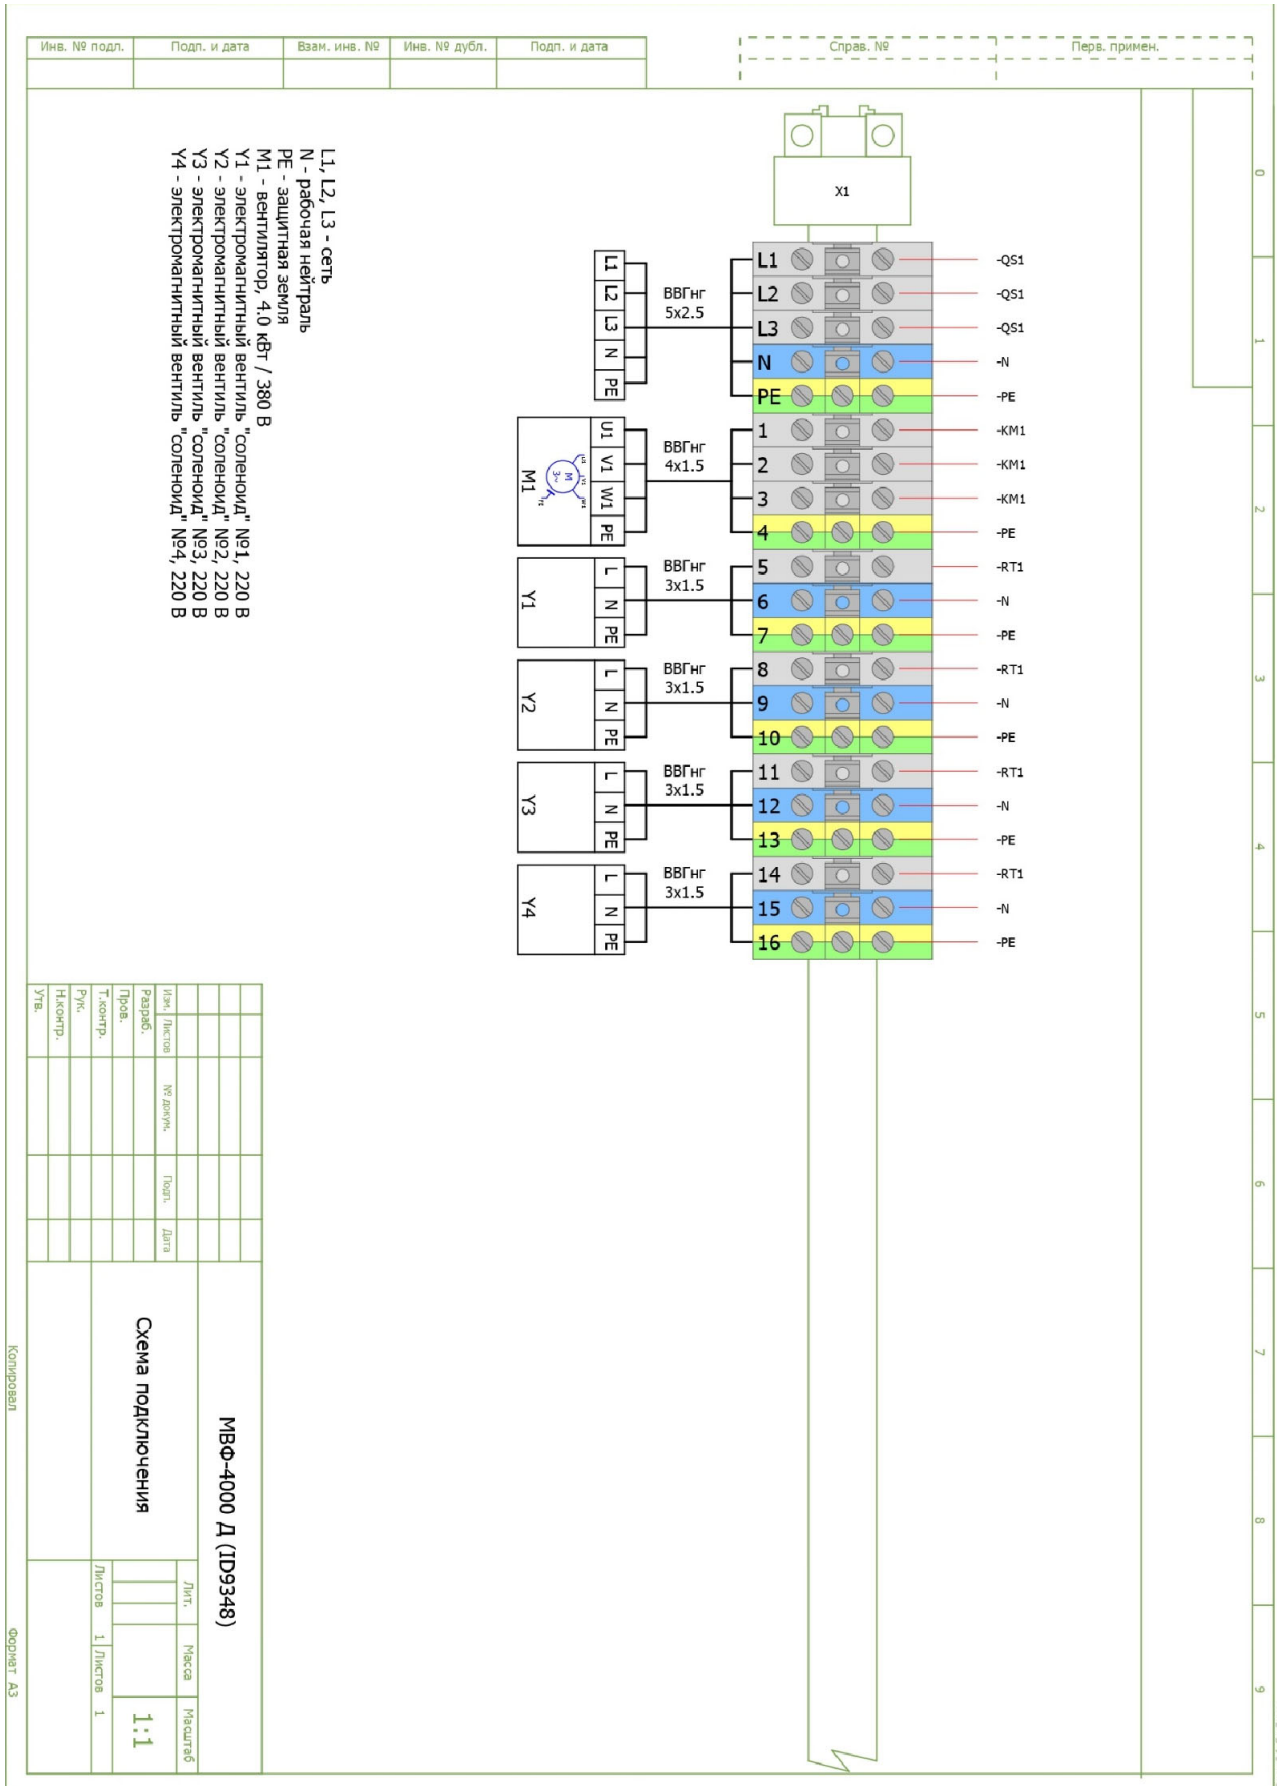 Инв. № подл.
Подп. и дата
Взам. инв. №
Инв. № дубл.
Подп. и дата
Справ. №
Перв. примен.
L1, L2, L3 - сеть
N - рабочая нейтраль
PE - защитная земля
M1 - вентилятор, 4.0 кВт / 380 В
Y1 - электромагнитный вентиль "соленоид" №1, 220 В
Y2 - электромагнитный вентиль "соленоид" №2, 220 В
Y3 - электромагнитный вентиль "соленоид" №3, 220 В
Y4 - электромагнитный вентиль "соленоид" №4, 220 В
X1
L1 -QS1
L2 -QS1
L3 -QS1
N -N
PE -PE
1 -KM1
2 -KM1
3 -KM1
4 -PE
5 -RT1
6 -N
7 -PE
8 -RT1
9 -N
10 -PE
11 -RT1
12 -N
13 -PE
14 -RT1
15 -N
16 -PE
L1 L2 L3 N PE
ВВГнг
5x2.5
U1 V1 W1 PE
M1
M
3~
ВВГнг
4x1.5
L N PE
Y1
ВВГнг
3x1.5
L N PE
Y2
ВВГнг
3x1.5
L N PE
Y3
ВВГнг
3x1.5
L N PE
Y4
ВВГнг
3x1.5
0
1
2
3
4
5
6
7
8
9
Изм. Листов № докум. Подп. Дата
Разраб.
Пров.
Т.контр.
Рук.
Н.контр.
Утв.
МВФ-4000 Д (ID9348)
Схема подключения
Лит. Масса Масштаб
1:1
Листов 1 Листов 1
Копировал
Формат А3